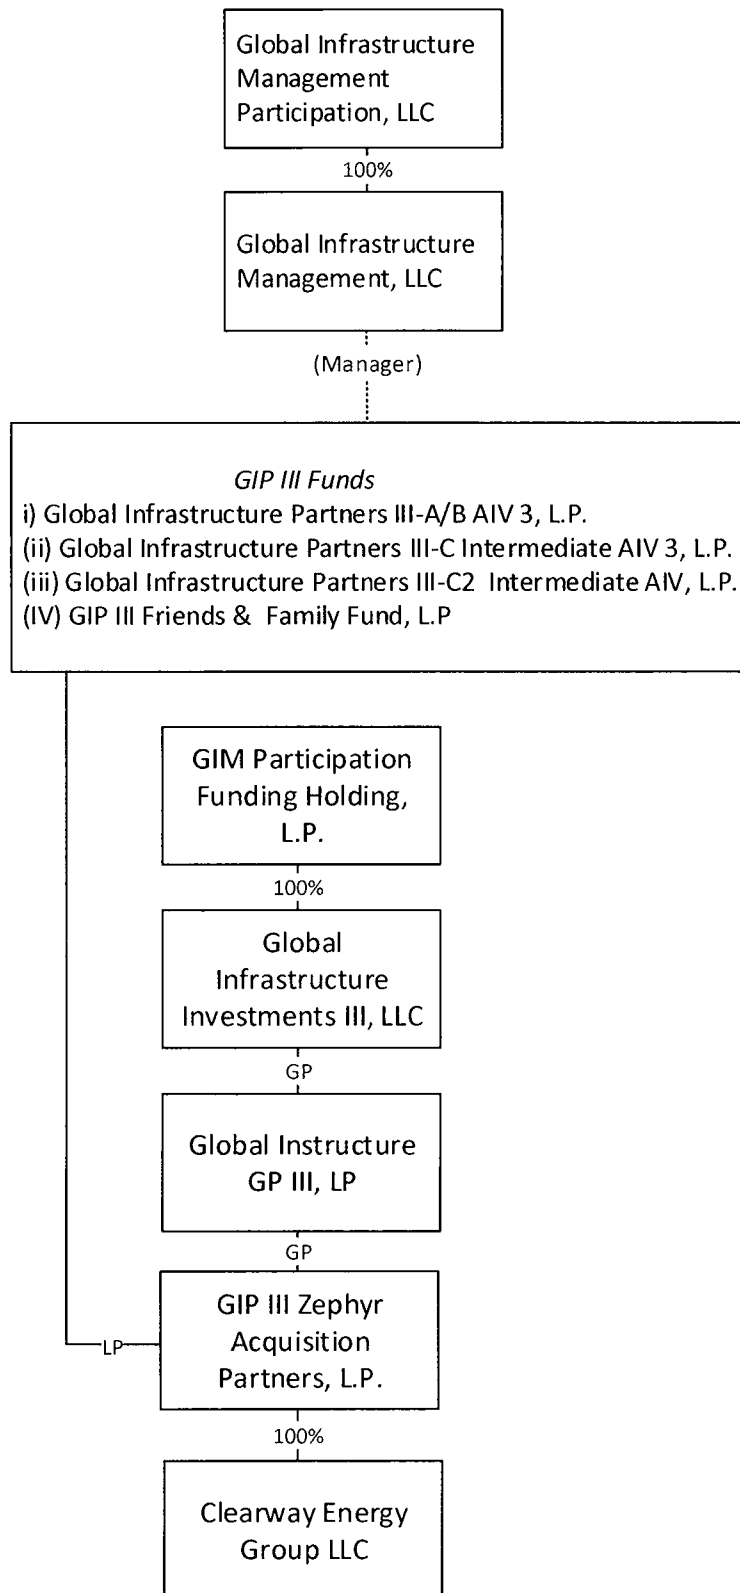 Global Infrastructure
Management
Participation, LLC
100%
Global Infrastructure
Management, LLC
(Manager)
GIP III Funds
i) Global Infrastructure Partners III-A/B AIV 3, L.P.
(ii) Global Infrastructure Partners III-C Intermediate AIV 3, L.P.
(iii) Global Infrastructure Partners III-C2 Intermediate AIV, L.P.
(IV) GIP III Friends & Family Fund, L.P
GIM Participation
Funding Holding,
L.P.
100%
Global
Infrastructure
Investments III, LLC
GP
Global Instructure
GP III, LP
GP
GIP III Zephyr
Acquisition
Partners, L.P.
LP
100%
Clearway Energy
Group LLC